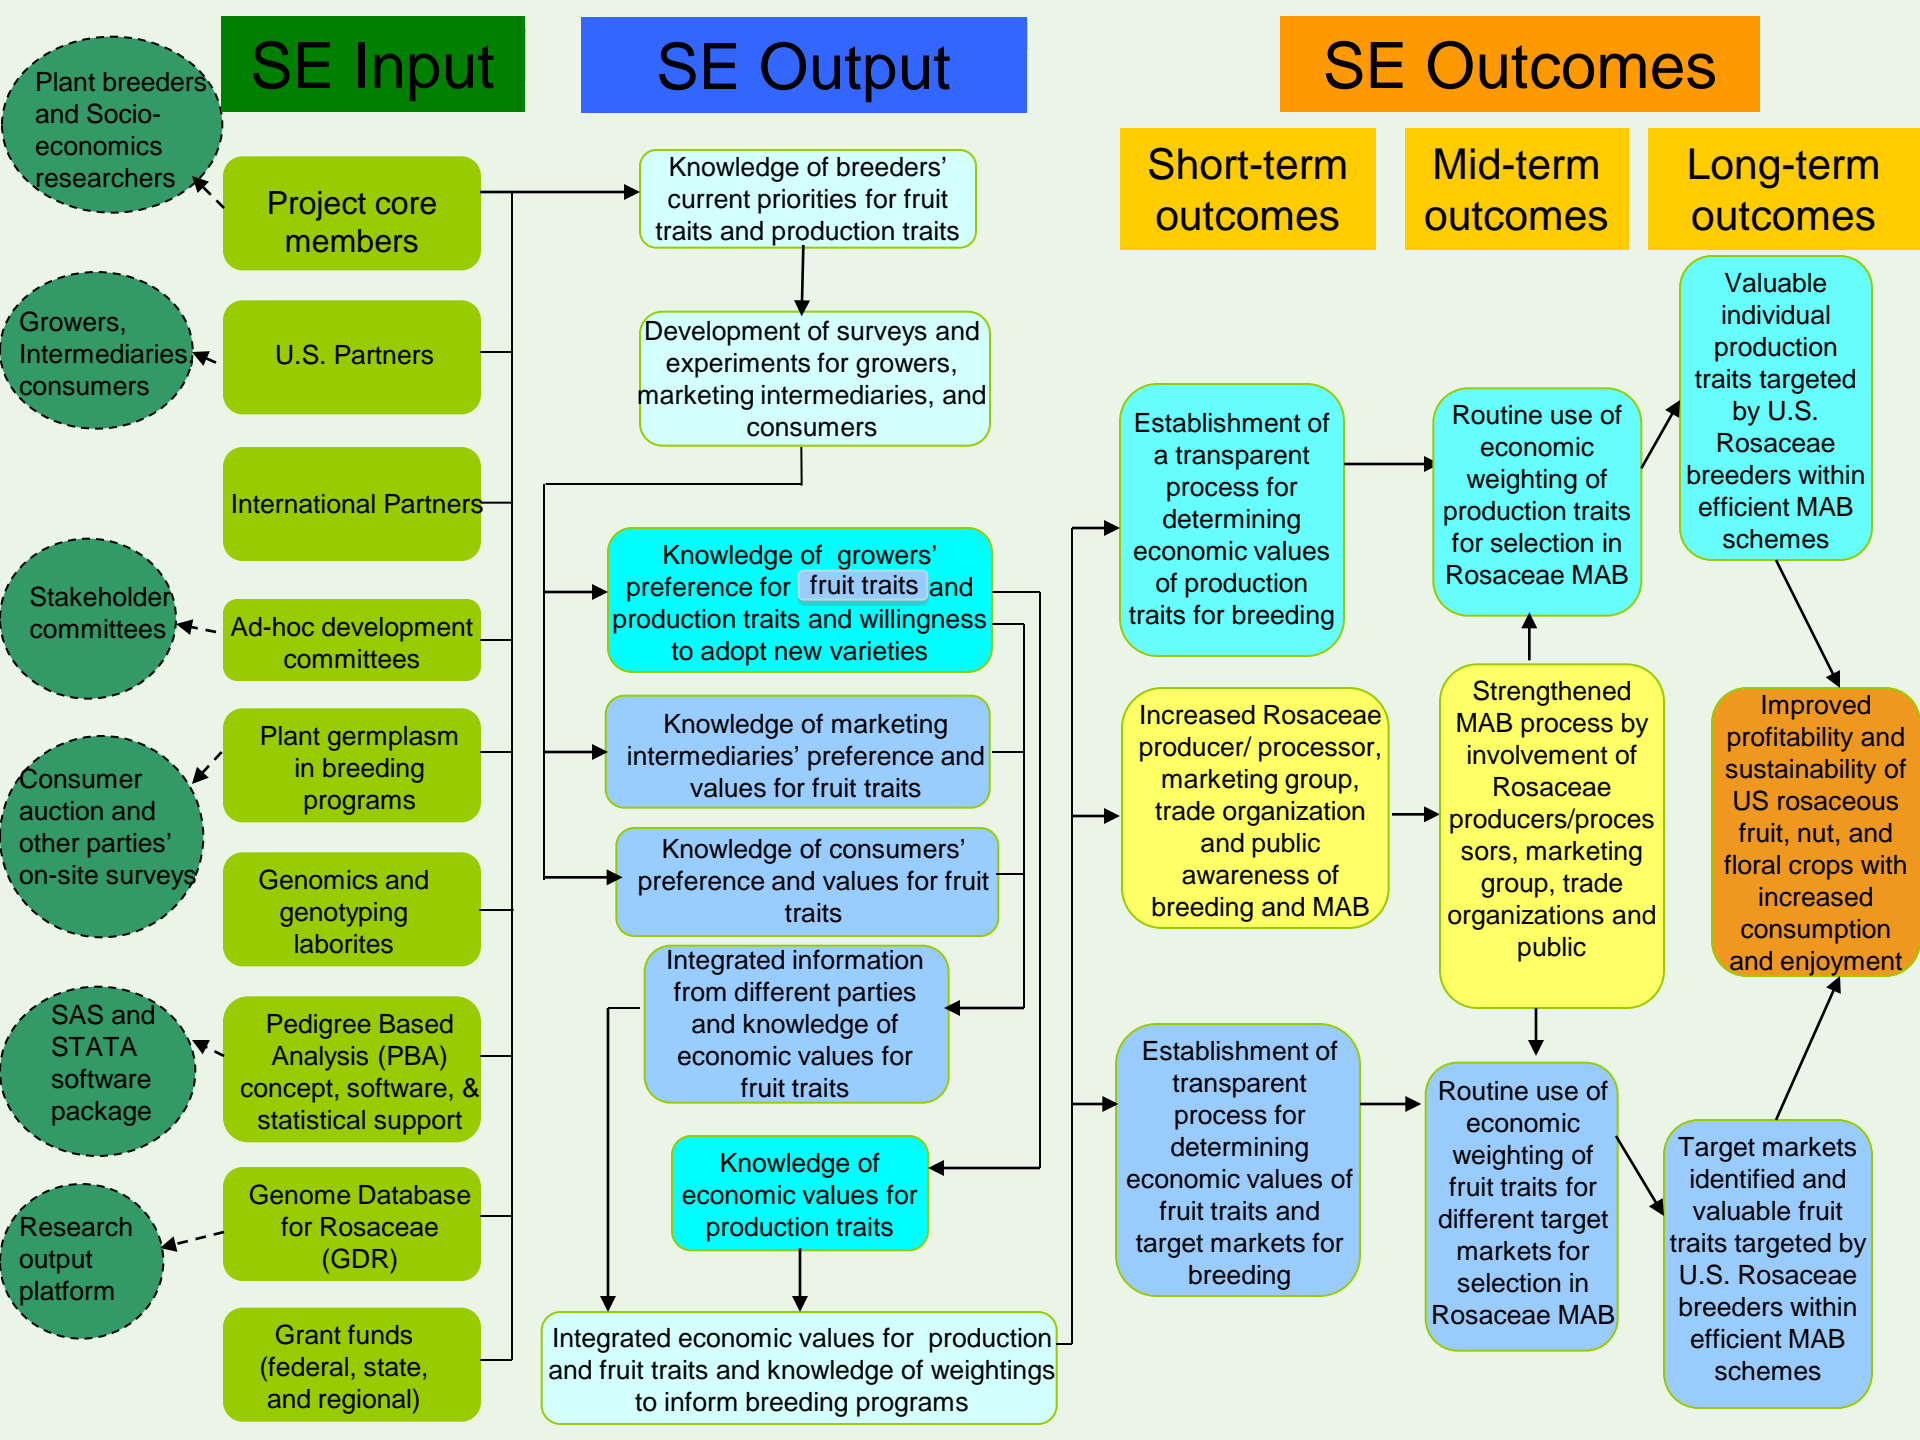 SE Input
SE Output
SE Outcomes
Short-term
outcomes
Mid-term
outcomes
Long-term
outcomes
Plant breeders
and Socio-
economics
researchers
Growers,
Intermediaries
consumers
Stakeholder
committees
Consumer
auction and
other parties’
on-site surveys
SAS and
STATA
software
package
Research
output
platform
Project core
members
U.S. Partners
International Partners
Ad-hoc development
committees
Plant germplasm
in breeding
programs
Genomics and
genotyping
laborites
Pedigree Based
Analysis (PBA)
concept, software, &
statistical support
Genome Database
for Rosaceae
(GDR)
Grant funds
(federal, state,
and regional)
Knowledge of breeders’
current priorities for fruit
traits and production traits
Development of surveys and
experiments for growers,
marketing intermediaries, and
consumers
Knowledge of growers’
preference for fruit traits and
production traits and willingness
to adopt new varieties
Knowledge of marketing
intermediaries’ preference and
values for fruit traits
Knowledge of consumers’
preference and values for fruit
traits
Integrated information
from different parties
and knowledge of
economic values for
fruit traits
Knowledge of
economic values for
production traits
Integrated economic values for production
and fruit traits and knowledge of weightings
to inform breeding programs
Establishment of
a transparent
process for
determining
economic values
of production
traits for breeding
Increased Rosaceae
producer/ processor,
marketing group,
trade organization
and public
awareness of
breeding and MAB
Establishment of
transparent
process for
determining
economic values of
fruit traits and
target markets for
breeding
Routine use of
economic
weighting of
production traits
for selection in
Rosaceae MAB
Strengthened
MAB process by
involvement of
Rosaceae
producers/proces
sors, marketing
group, trade
organizations and
public
Routine use of
economic
weighting of
fruit traits for
different target
markets for
selection in
Rosaceae MAB
Valuable
individual
production
traits targeted
by U.S.
Rosaceae
breeders within
efficient MAB
schemes
Improved
profitability and
sustainability of
US rosaceous
fruit, nut, and
floral crops with
increased
consumption
and enjoyment
Target markets
identified and
valuable fruit
traits targeted by
U.S. Rosaceae
breeders within
efficient MAB
schemes